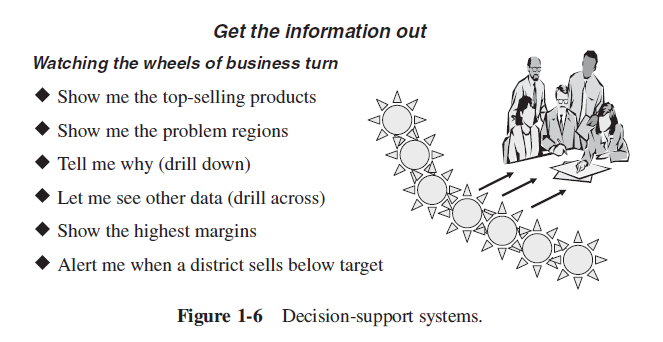 Get the information out
Watching the wheels of business turn
◆ Show me the top-selling products
◆ Show me the problem regions
◆ Tell me why (drill down)
◆ Let me see other data (drill across)
◆ Show the highest margins
◆ Alert me when a district sells below target
Figure 1-6 Decision-support systems.